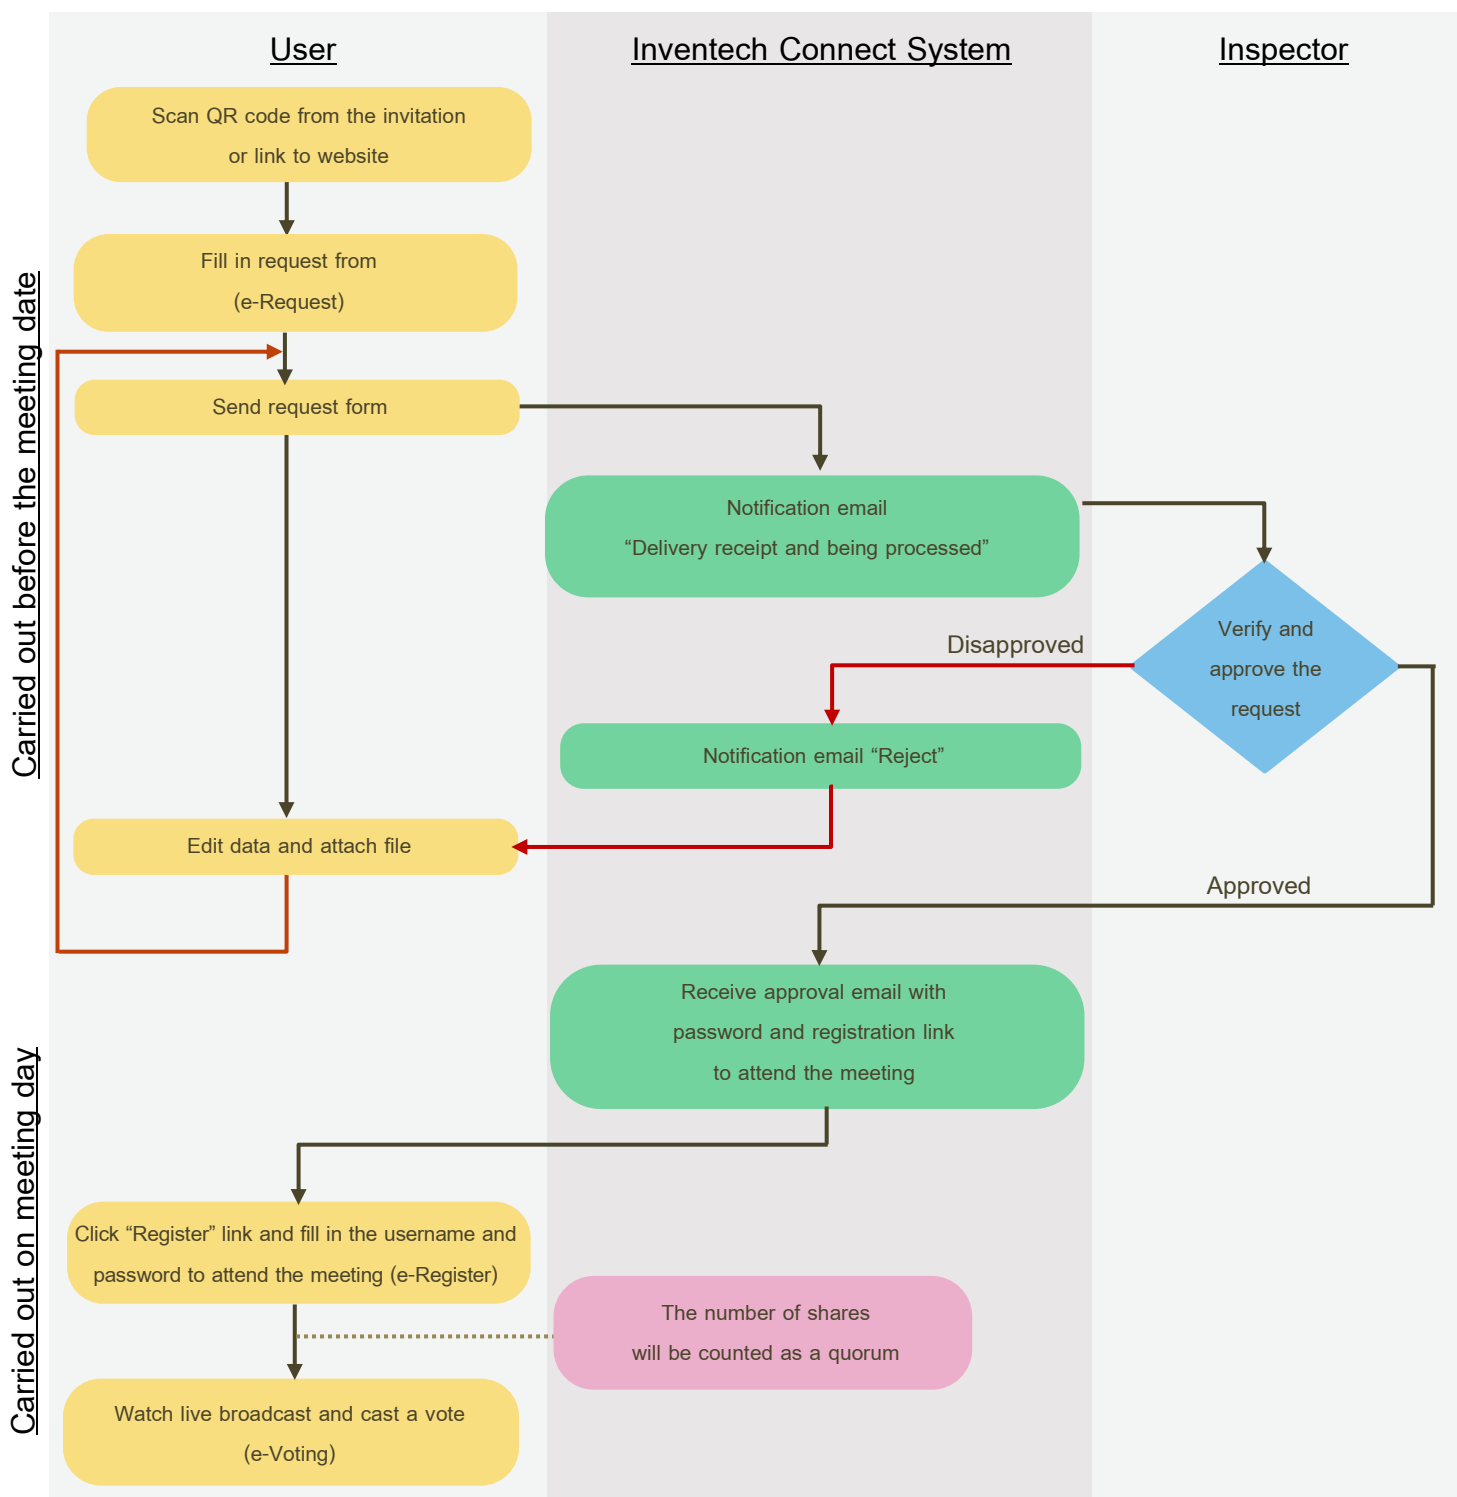 User
Inventech Connect System
Inspector
Scan QR code from the invitation
or link to website
Fill in request from
(e-Request)
Send request form
Notification email
“Delivery receipt and being processed”
Verify and
approve the
request
Disapproved
Notification email “Reject”
Edit data and attach file
Approved
Receive approval email with
password and registration link
to attend the meeting
Click “Register” link and fill in the username and
password to attend the meeting (e-Register)
The number of shares
will be counted as a quorum
Watch live broadcast and cast a vote
(e-Voting)
Carried out before the meeting date
Carried out on meeting day